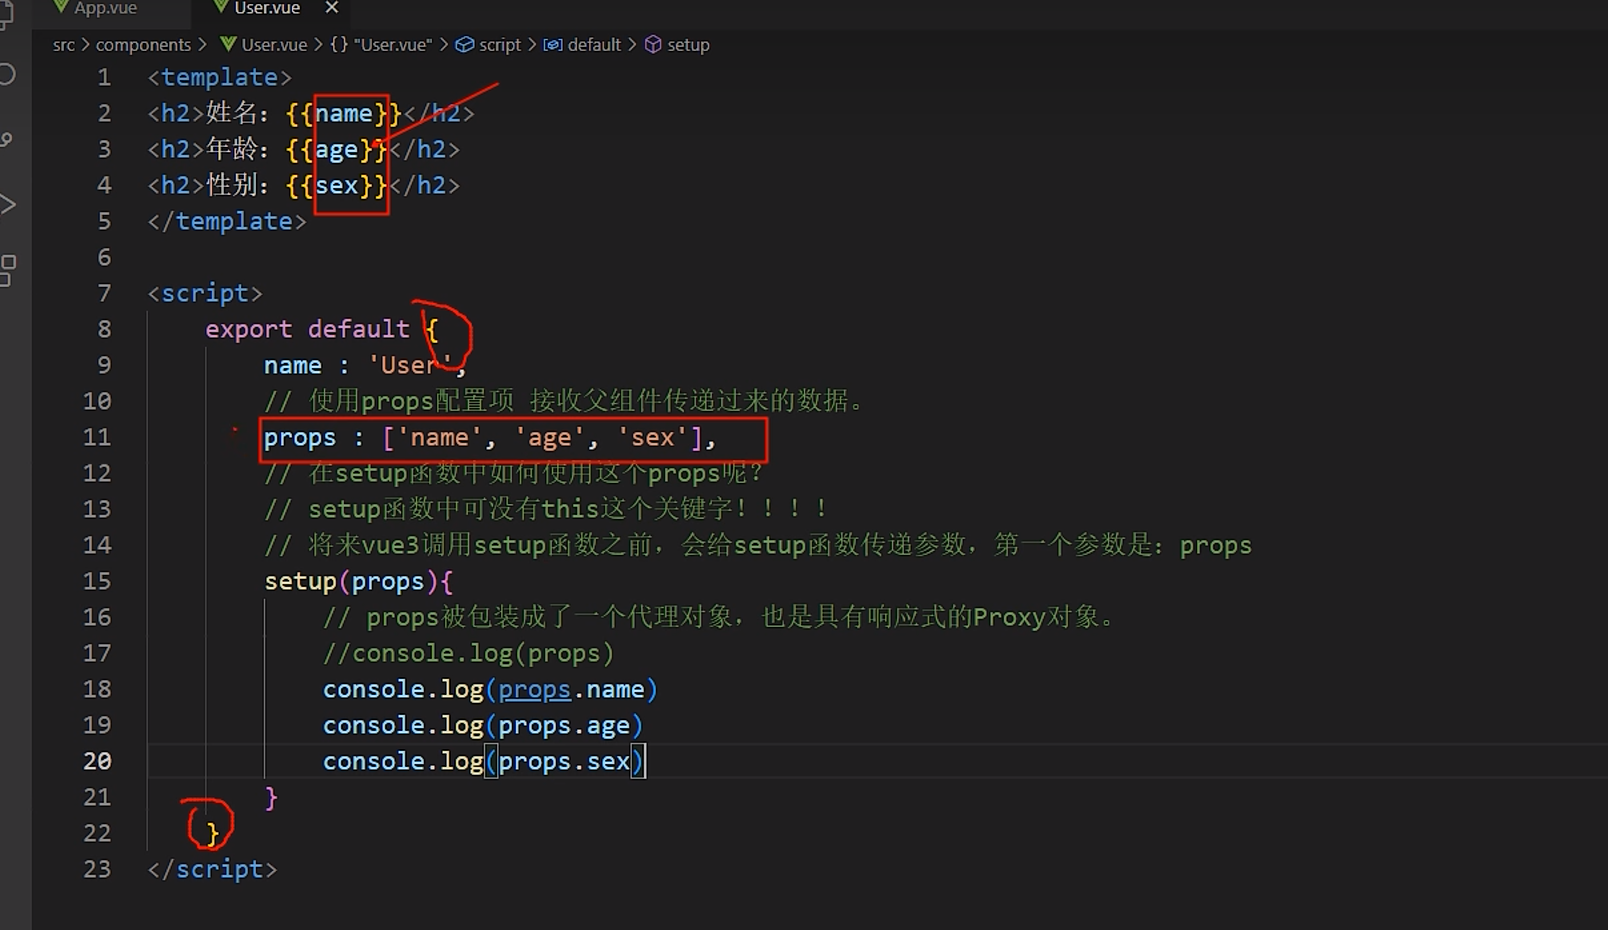 App.vue
User.vue
src > components > User.vue > {} "User.vue" > script > default > setup
1 <template>
2 <h2>姓名：{{name}}</h2>
3 <h2>年龄：{{age}}</h2>
4 <h2>性别：{{sex}}</h2>
5 </template>
6
7 <script>
8 export default {
9 name : 'User',
10 // 使用props配置项 接收父组件传递过来的数据。
11 props : ['name', 'age', 'sex'],
12 // 在setup函数中如何使用这个props呢？
13 // setup函数中可没有this这个关键字！！！！
14 // 将来vue3调用setup函数之前，会给setup函数传递参数，第一个参数是：props
15 setup(props){
16 // props被包装成了一个代理对象，也是具有响应式的Proxy对象。
17 //console.log(props)
18 console.log(props.name)
19 console.log(props.age)
20 console.log(props.sex)
21 }
22 }
23 </script>